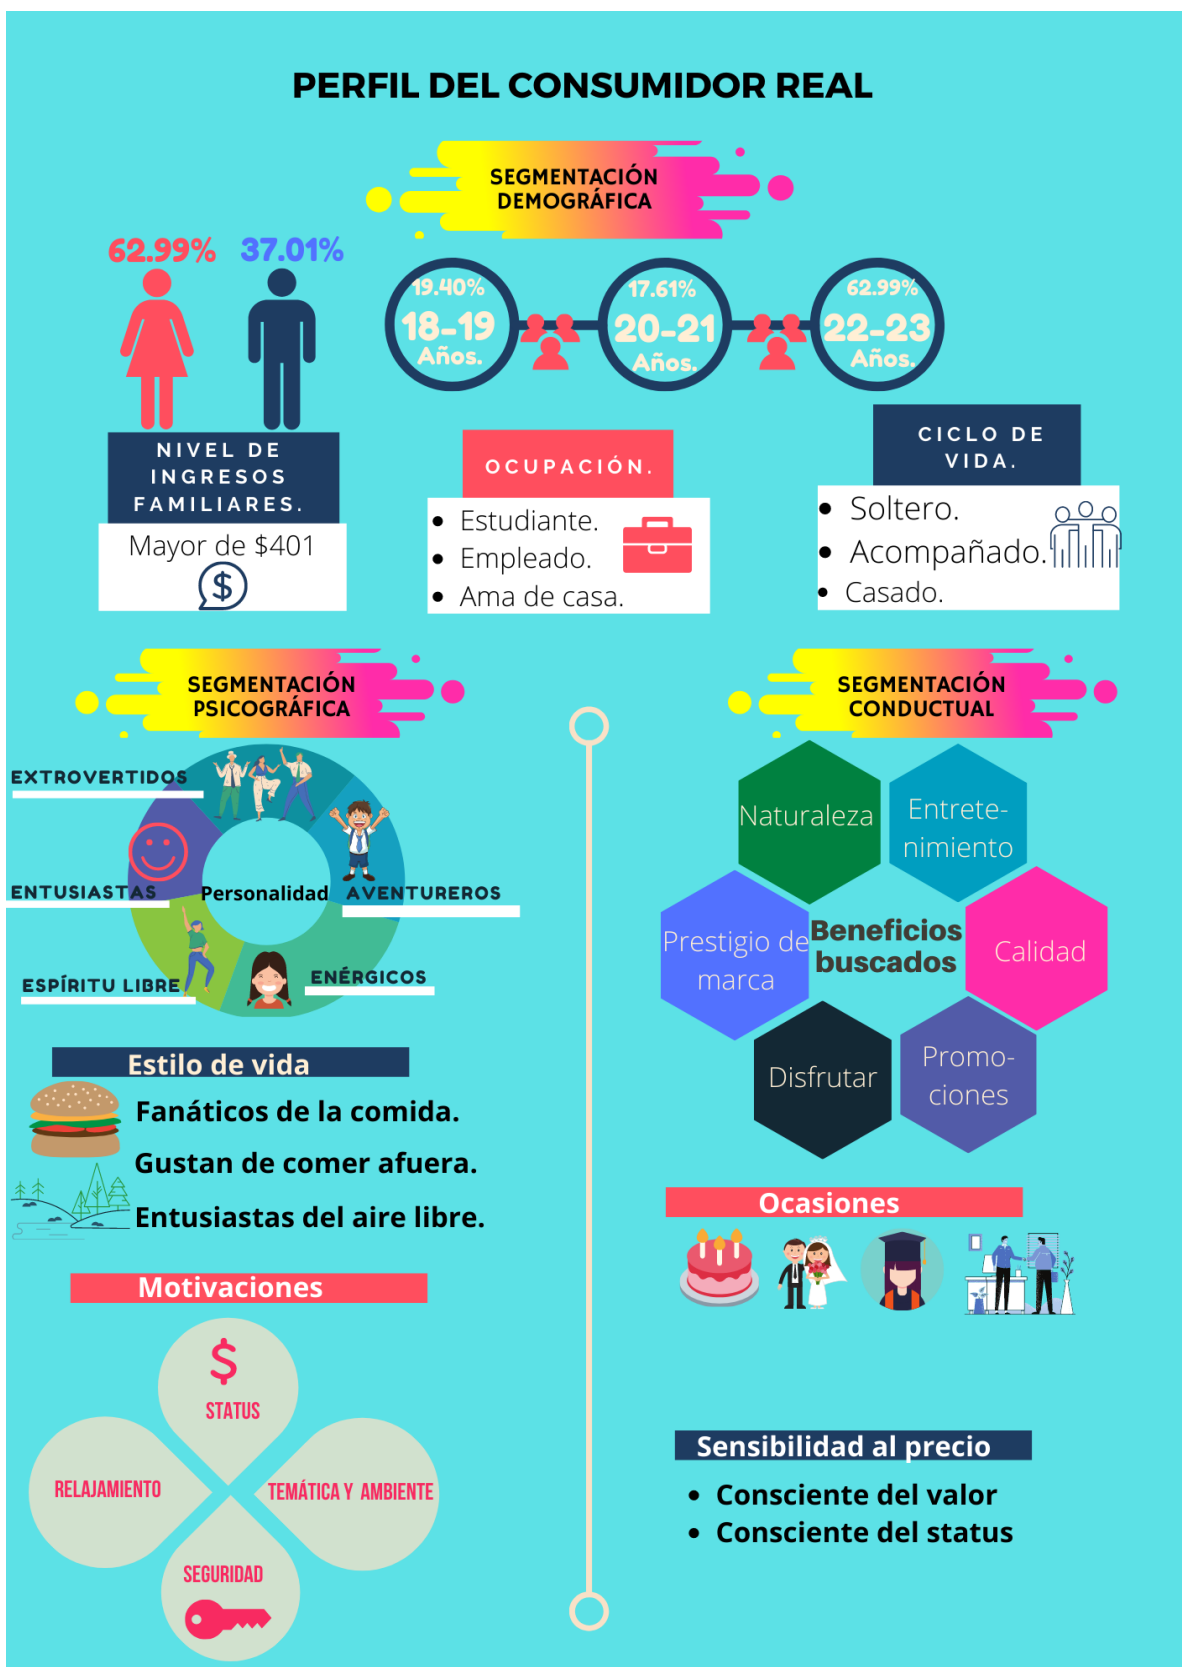 PERFIL DEL CONSUMIDOR REAL
SEGMENTACIÓN
DEMOGRÁFICA
62.99% 37.01%
19.40%
18-19
Años.
17.61%
20-21
Años.
62.99%
22-23
Años.
NIVEL DE
INGRESOS
FAMILIARES.
Mayor de $401
$
OCUPACIÓN.
• Estudiante.
• Empleado.
• Ama de casa.
CICLO DE
VIDA.
• Soltero.
• Acompañado.
• Casado.
SEGMENTACIÓN
PSICOGRÁFICA
EXTROVERTIDOS
ENTUSIASTAS
Personalidad
AVENTUREROS
ESPÍRITU LIBRE
ENÉRGICOS
Estilo de vida
Fanáticos de la comida.
Gustan de comer afuera.
Entusiastas del aire libre.
Motivaciones
$
STATUS
RELAJAMIENTO
TEMÁTICA Y AMBIENTE
SEGURIDAD
SEGMENTACIÓN
CONDUCTUAL
Naturaleza
Entrete-
nimiento
Prestigio de
marca
Beneficios
buscados
Calidad
Disfrutar
Promo-
ciones
Ocasiones
Sensibilidad al precio
• Consciente del valor
• Consciente del status